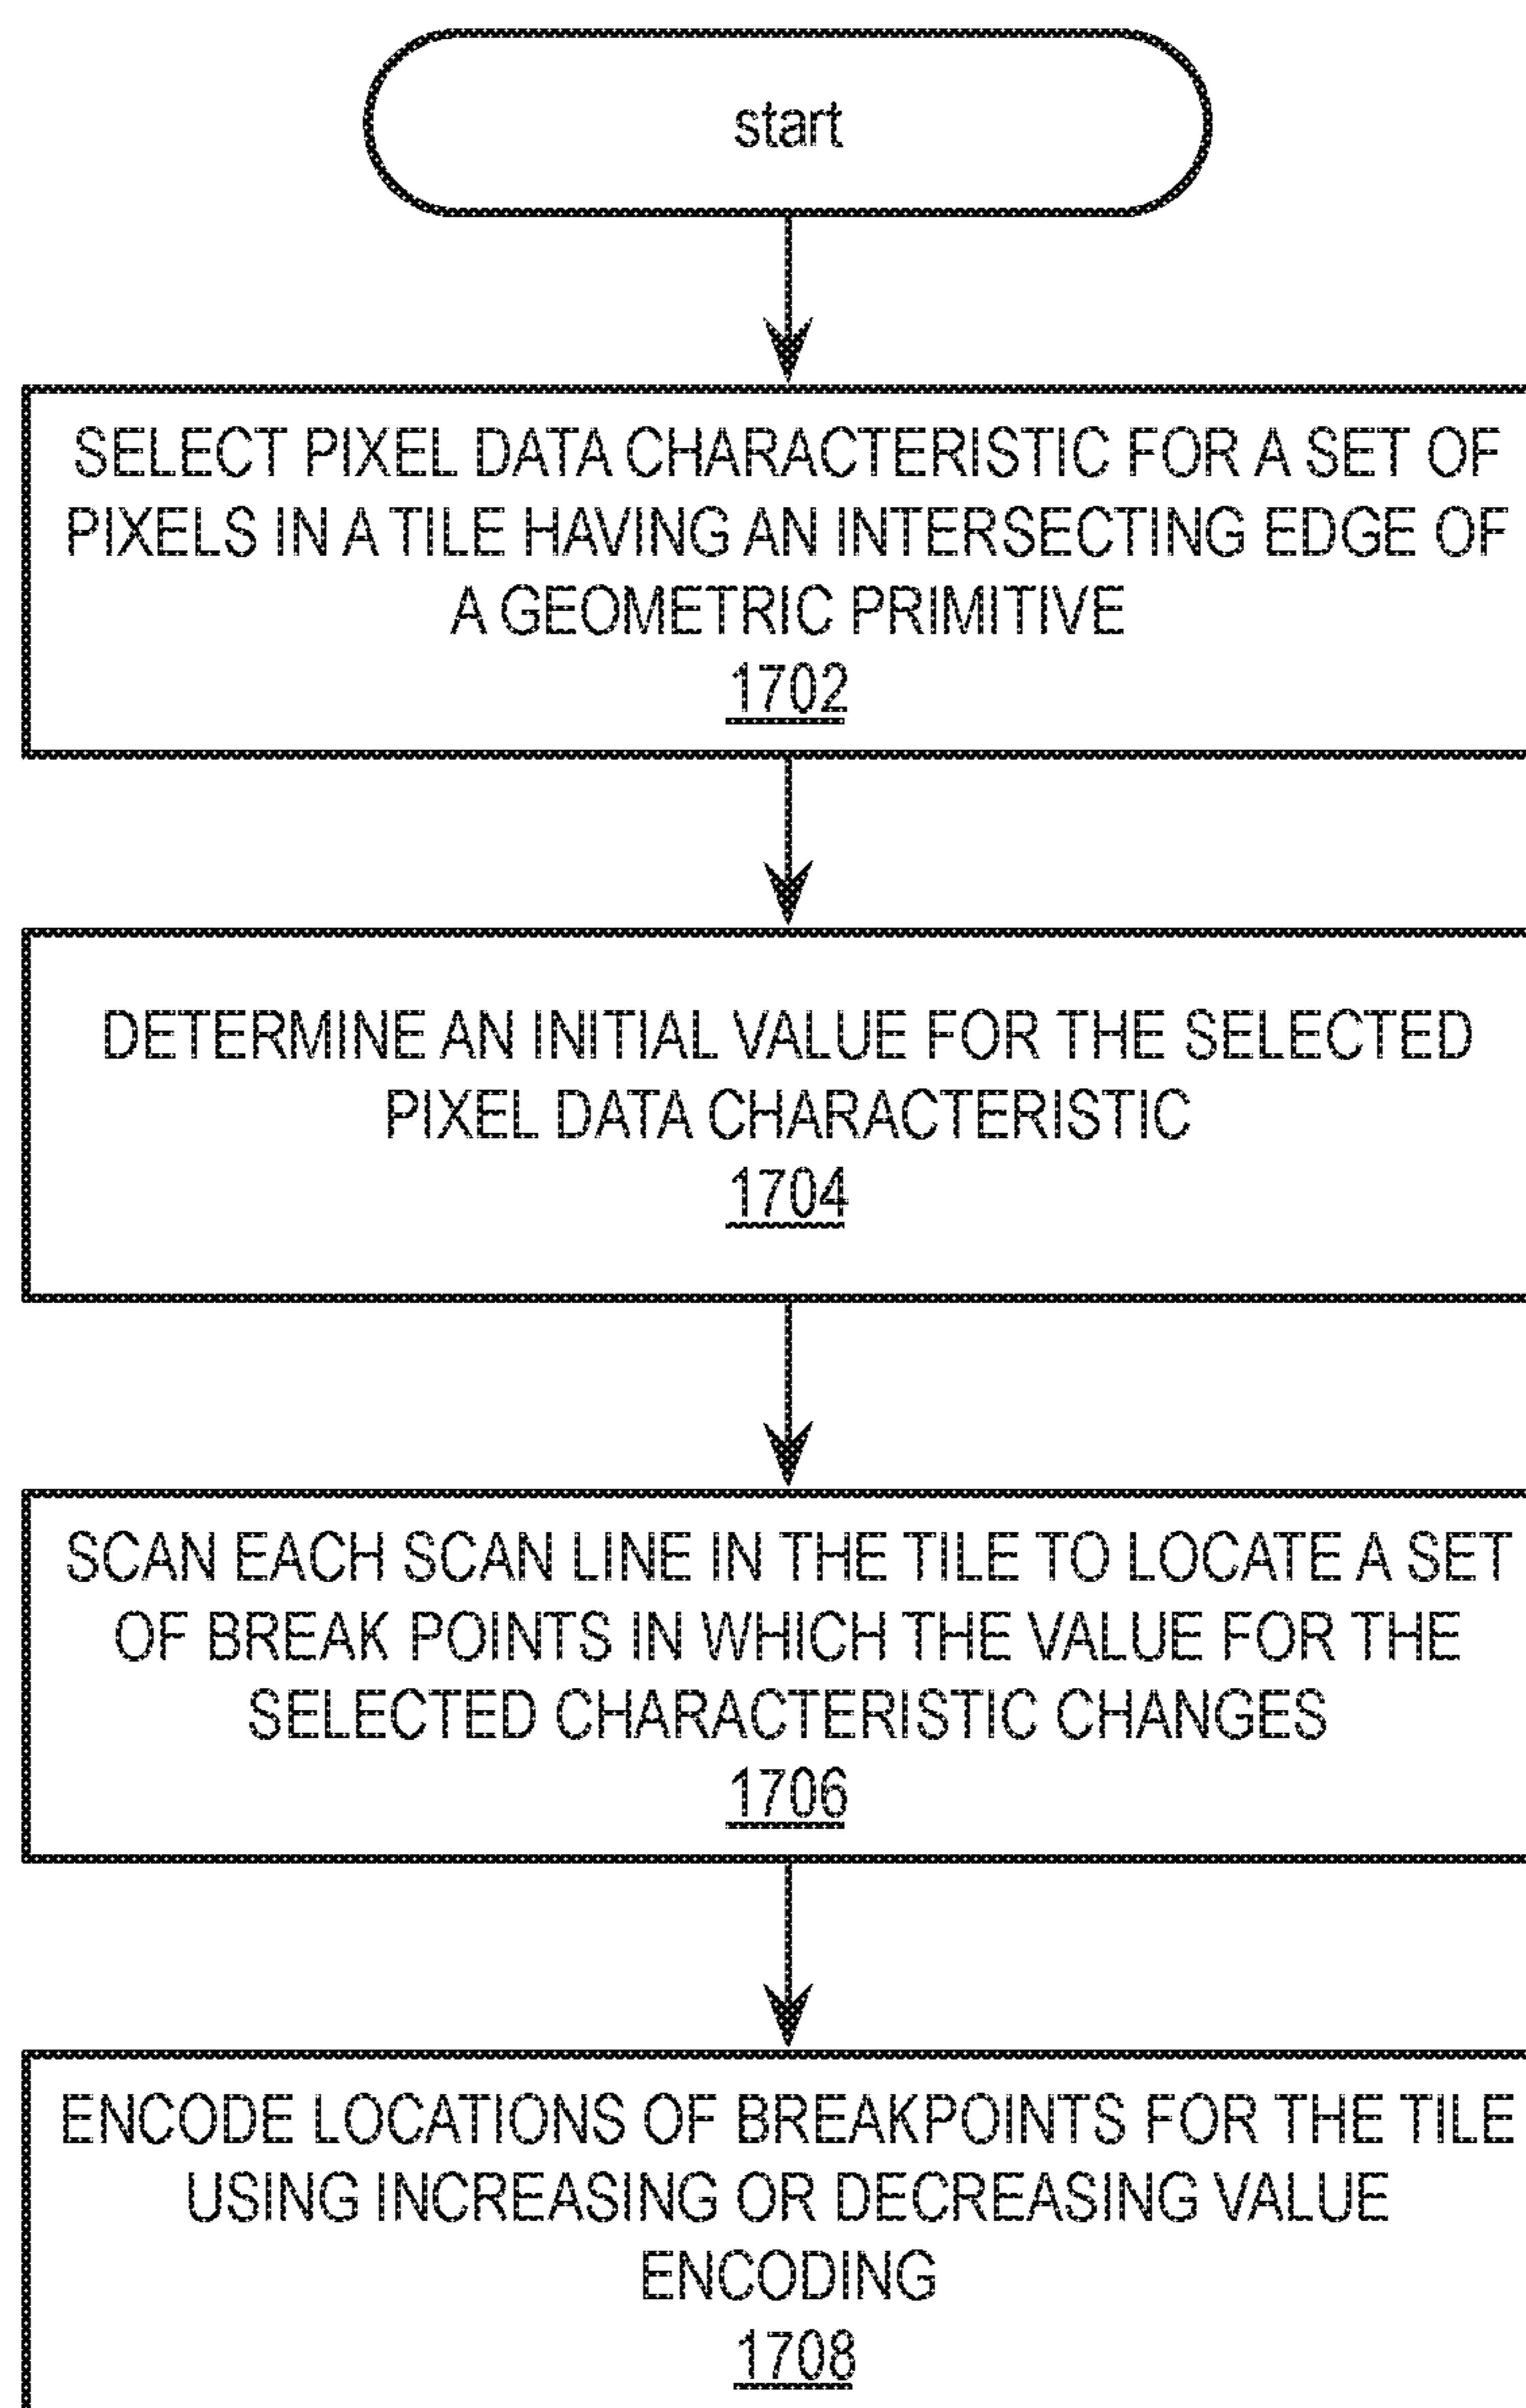 start
SELECT PIXEL DATA CHARACTERISTIC FOR A SET OF
PIXELS IN A TILE HAVING AN INTERSECTING EDGE OF
A GEOMETRIC PRIMITIVE
1702
DETERMINE AN INITIAL VALUE FOR THE SELECTED
PIXEL DATA CHARACTERISTIC
1704
SCAN EACH SCAN LINE IN THE TILE TO LOCATE A SET
OF BREAK POINTS IN WHICH THE VALUE FOR THE
SELECTED CHARACTERISTIC CHANGES
1706
ENCODE LOCATIONS OF BREAKPOINTS FOR THE TILE
USING INCREASING OR DECREASING VALUE
ENCODING
1708